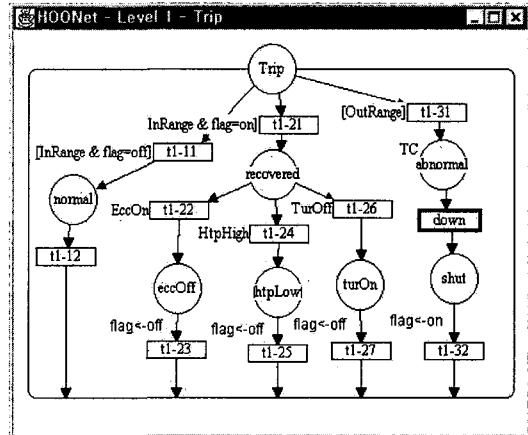 HOONet - Level 1 - Trip
Trip
InRange & flag=on]
t1-21
[OutRange]
t1-31
[InRange & flag=off]
t1-11
TC
abnormal
recovered
normal
EccOn
t1-22
TurOff
t1-26
down
HtpHigh
t1-24
t1-12
eccOff
htpLow
turOn
shut
flag<-off
flag<-off
flag<-off
flag<-on
t1-23
t1-25
t1-27
t1-32